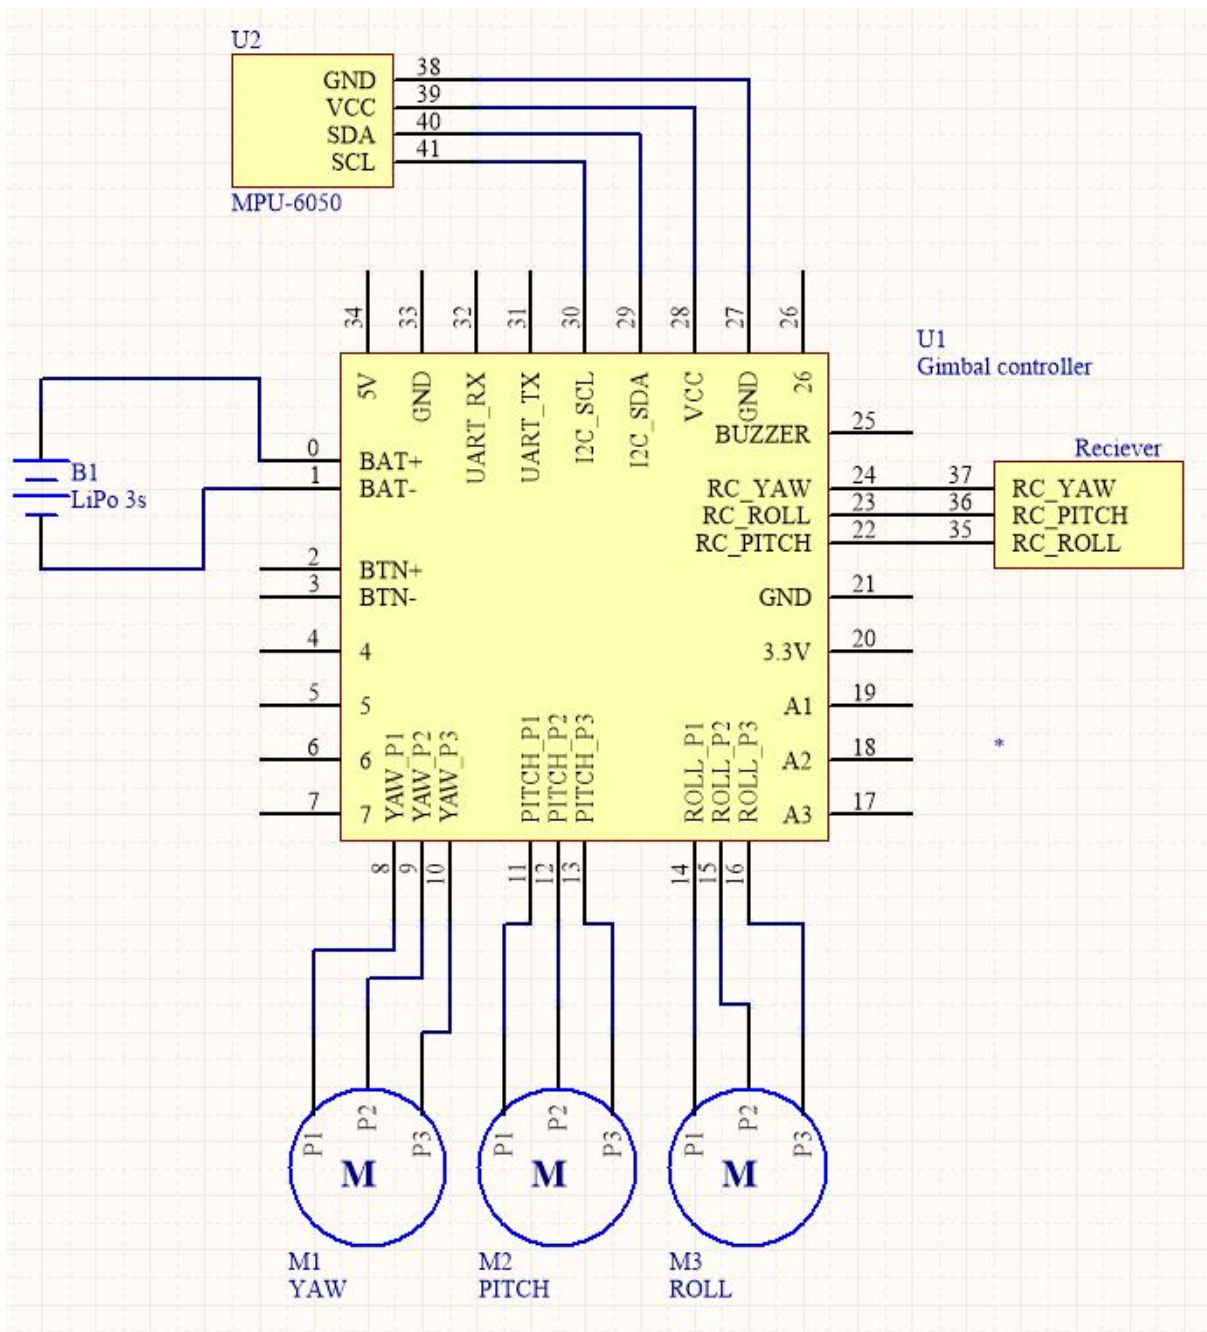 U2
GND 38
VCC 39
SDA 40
SCL 41
MPU-6050
34 33 32 31 30 29 28 27 26
5V GND UART_RX UART_TX I2C_SCL I2C_SDA VCC GND 26
U1
Gimbal controller
BUZZER 25
Reciever
0 BAT+
1 BAT-
B1
LiPo 3s
RC_YAW 24 37 RC_YAW
RC_ROLL 23 36 RC_PITCH
RC_PITCH 22 35 RC_ROLL
2 BTN+
3 BTN-
GND 21
4 4
3.3V 20
5 5
A1 19
6 6
A2 18
*
7 7
A3 17
YAW_P1 YAW_P2 YAW_P3 PITCH_P1 PITCH_P2 PITCH_P3 ROLL_P1 ROLL_P2 ROLL_P3
8 9 10 11 12 13 14 15 16
P1 P2 P3 P1 P2 P3 P1 P2 P3
M M M
M1 M2 M3
YAW PITCH ROLL